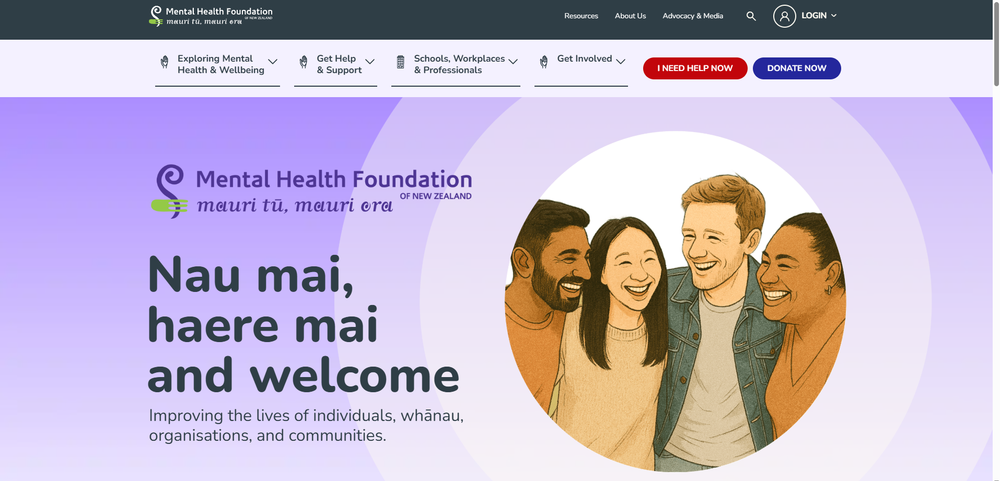 Mental Health Foundation
OF NEW ZEALAND
mauri tū, mauri ora
Resources
About Us
Advocacy & Media
LOGIN
Exploring Mental
Health & Wellbeing
Get Help
& Support
Schools, Workplaces
& Professionals
Get Involved
I NEED HELP NOW
DONATE NOW
Mental Health Foundation
OF NEW ZEALAND
mauri tū, mauri ora
Nau mai,
haere mai
and welcome
Improving the lives of individuals, whānau,
organisations, and communities.